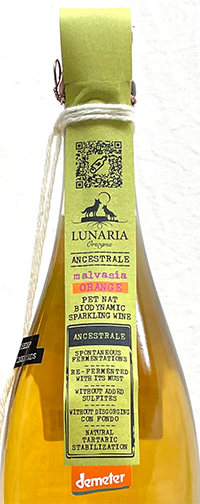 LUNARIA
Orsogna
ANCESTRALE
malvasia
ORANGE
PET NAT
BIODYNAMIC
SPARKLING WINE
ANCESTRALE
SPONTANEOUS
FERMENTATIONS
RE-FERMENTED
WITH ITS MUST
WITHOUT ADDED
SULFITES
WITHOUT DISGORGING
CON FONDO
NATURAL
TARTARIC
STABILIZATION
demeter